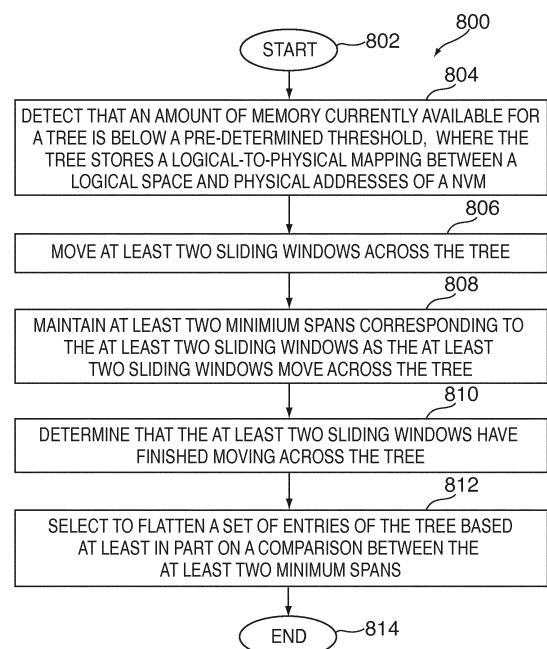 800
START
802
804
DETECT THAT AN AMOUNT OF MEMORY CURRENTLY AVAILABLE FOR
A TREE IS BELOW A PRE-DETERMINED THRESHOLD, WHERE THE
TREE STORES A LOGICAL-TO-PHYSICAL MAPPING BETWEEN A
LOGICAL SPACE AND PHYSICAL ADDRESSES OF A NVM
806
MOVE AT LEAST TWO SLIDING WINDOWS ACROSS THE TREE
808
MAINTAIN AT LEAST TWO MINIMIUM SPANS CORRESPONDING TO
THE AT LEAST TWO SLIDING WINDOWS AS THE AT LEAST
TWO SLIDING WINDOWS MOVE ACROSS THE TREE
810
DETERMINE THAT THE AT LEAST TWO SLIDING WINDOWS HAVE
FINISHED MOVING ACROSS THE TREE
812
SELECT TO FLATTEN A SET OF ENTRIES OF THE TREE BASED
AT LEAST IN PART ON A COMPARISON BETWEEN THE
AT LEAST TWO MINIMUM SPANS
END
814